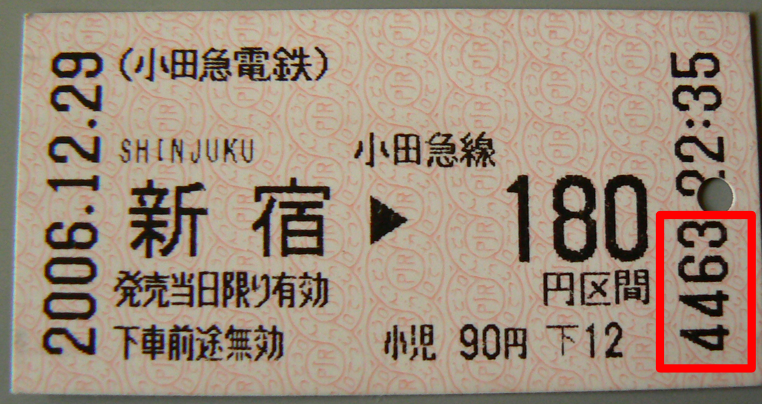 (小田急電鉄)
SHINJUKU 小田急線
新宿▶180
発売当日限り有効 円区間
下車前途無効 小児 90円 下12
2006.12.29
4463 22:35